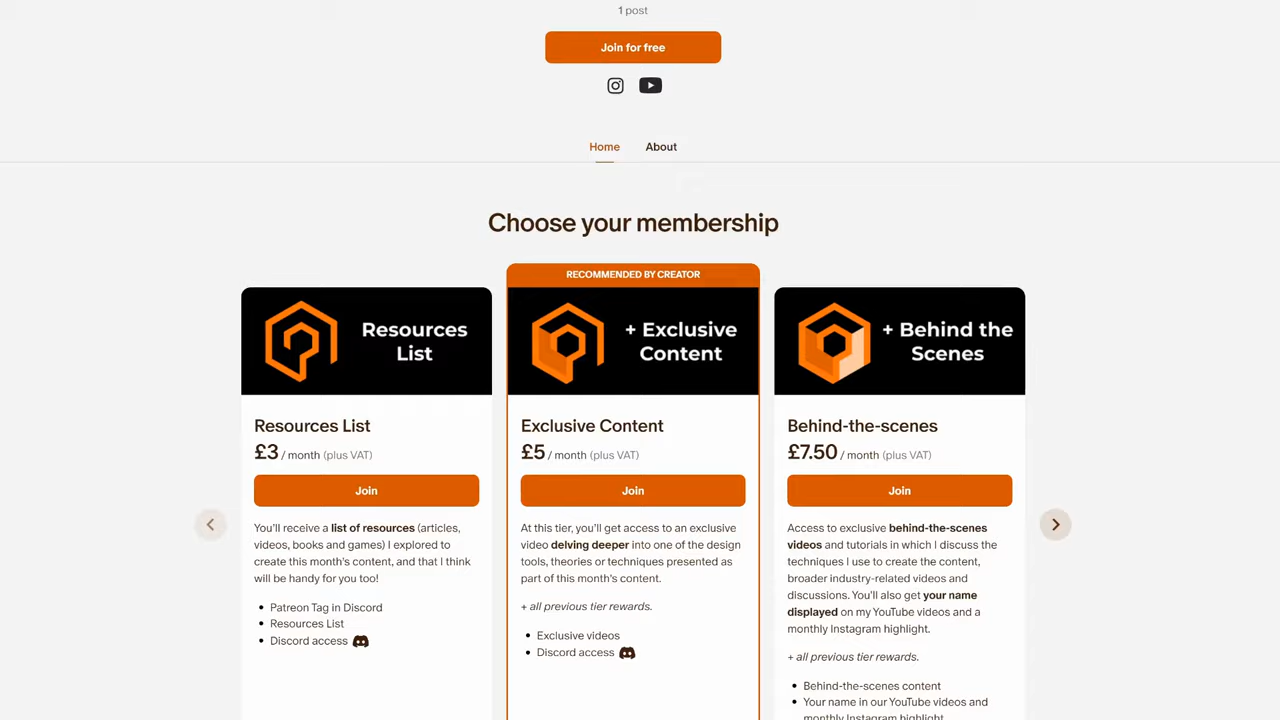 1 post
Join for free
Home
About
Choose your membership
RECOMMENDED BY CREATOR
Resources
List
Resources List
£3 / month (plus VAT)
Join
You'll receive a list of resources (articles,
videos, books and games) I explored to
create this month's content, and that I think
will be handy for you too!
• Patreon Tag in Discord
• Resources List
• Discord access
+ Exclusive
Content
Exclusive Content
£5 / month (plus VAT)
Join
At this tier, you'll get access to an exclusive
video delving deeper into one of the design
tools, theories or techniques presented as
part of this month's content.
+ all previous tier rewards.
• Exclusive videos
• Discord access
+ Behind the
Scenes
Behind-the-scenes
£7.50 / month (plus VAT)
Join
Access to exclusive behind-the-scenes
videos and tutorials in which I discuss the
techniques I use to create the content,
broader industry-related videos and
discussions. You'll also get your name
displayed on my YouTube videos and a
monthly Instagram highlight.
+ all previous tier rewards.
• Behind-the-scenes content
• Your name in our YouTube videos and
monthly Instagram highlight